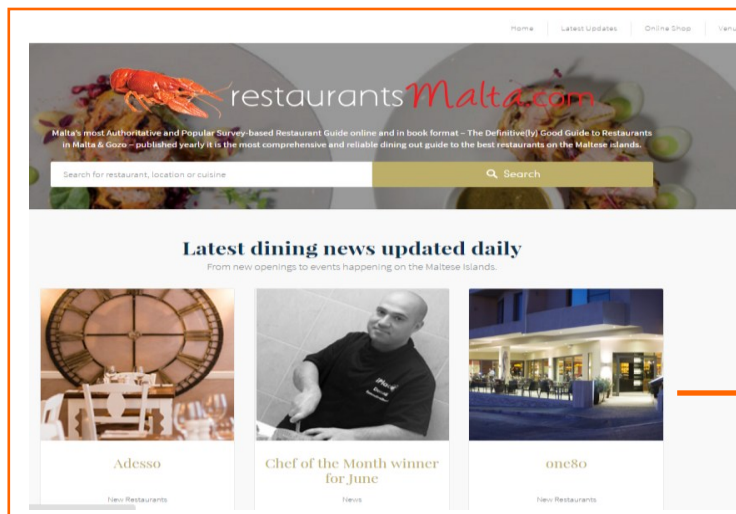 Home Latest Updates Online Shop
restaurantsMalta.com
Malta's most Authoritative and Popular Survey-based Restaurant Guide online and in book format – The Definitive(ly) Good Guide to Restaurants
in Malta & Gozo – published yearly it is the most comprehensive and reliable dining out guide to the best restaurants on the Maltese islands.
Search for restaurant, location or cuisine
Search
Latest dining news updated daily
From new openings to events happening on the Maltese Islands.
Adesso
New Restaurants
Chef of the Month winner
for June
News
one80
New Restaurants